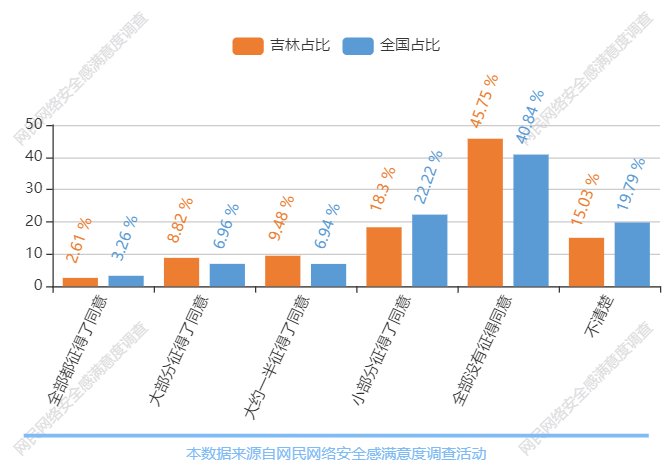 吉林占比 全国占比
网民网络安全感满意度调查 网民网络安全感满意度调查
50
40
30
20
10
0
2.61 % 3.26 % 8.82 % 6.96 % 9.48 % 6.94 % 18.3 % 22.22 % 45.75 % 40.84 % 15.03 % 19.79 %
全部都征得了同意 大部分征得了同意 大约一半征得了同意 小部分征得了同意 全部没有征得同意 不清楚
网民网络安全感满意度调查 网民网络安全感满意度调查
本数据来源自网民网络安全感满意度调查活动